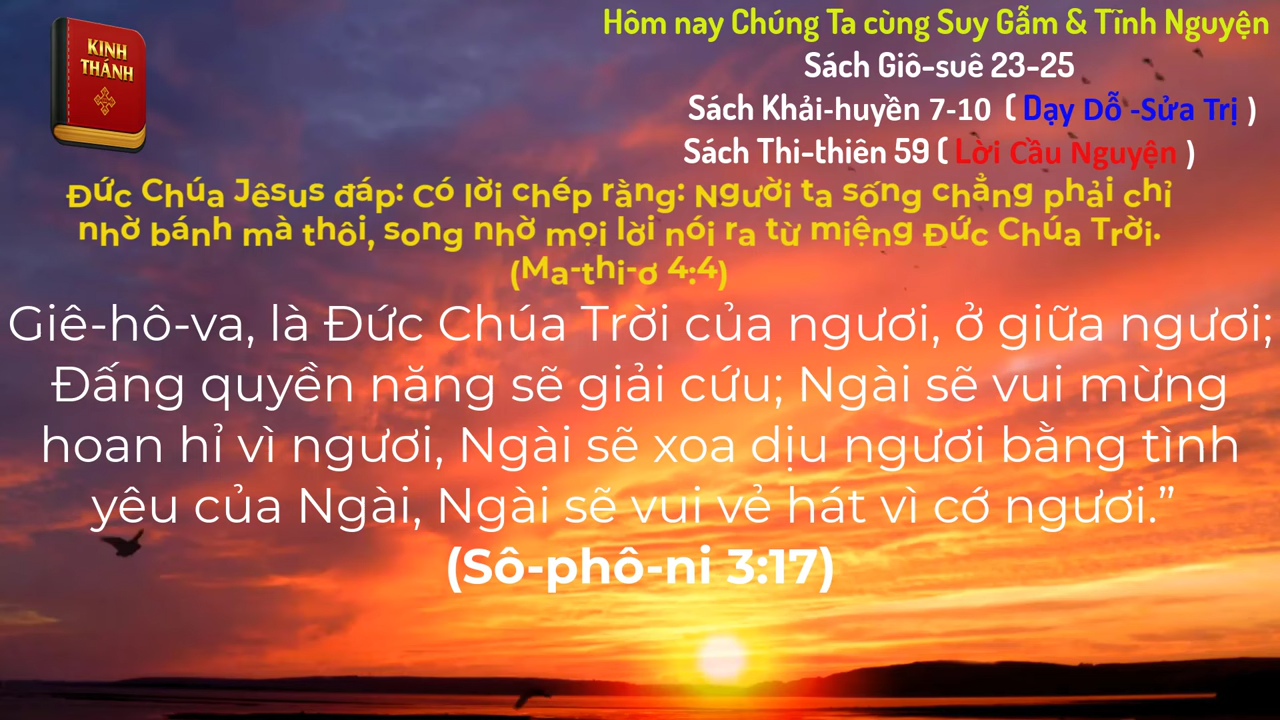 KINH
THÁNH
Hôm nay Chúng Ta cùng Suy Gẫm & Tĩnh Nguyện
Sách Giô-suê 23-25
Sách Khải-huyền 7-10 ( Dạy Dỗ -Sửa Trị )
Sách Thi-thiên 59 ( Lời Cầu Nguyện )
Đức Chúa Jêsus đáp: Có lời chép rằng: Người ta sống chẳng phải chỉ
nhờ bánh mà thôi, song nhờ mọi lời nói ra từ miệng Đức Chúa Trời.
(Ma-thi-ơ 4:4)
Giê-hô-va, là Đức Chúa Trời của ngươi, ở giữa ngươi;
Đấng quyền năng sẽ giải cứu; Ngài sẽ vui mừng
hoan hỉ vì ngươi, Ngài sẽ xoa dịu ngươi bằng tình
yêu của Ngài, Ngài sẽ vui vẻ hát vì cớ ngươi.”
(Sô-phô-ni 3:17)